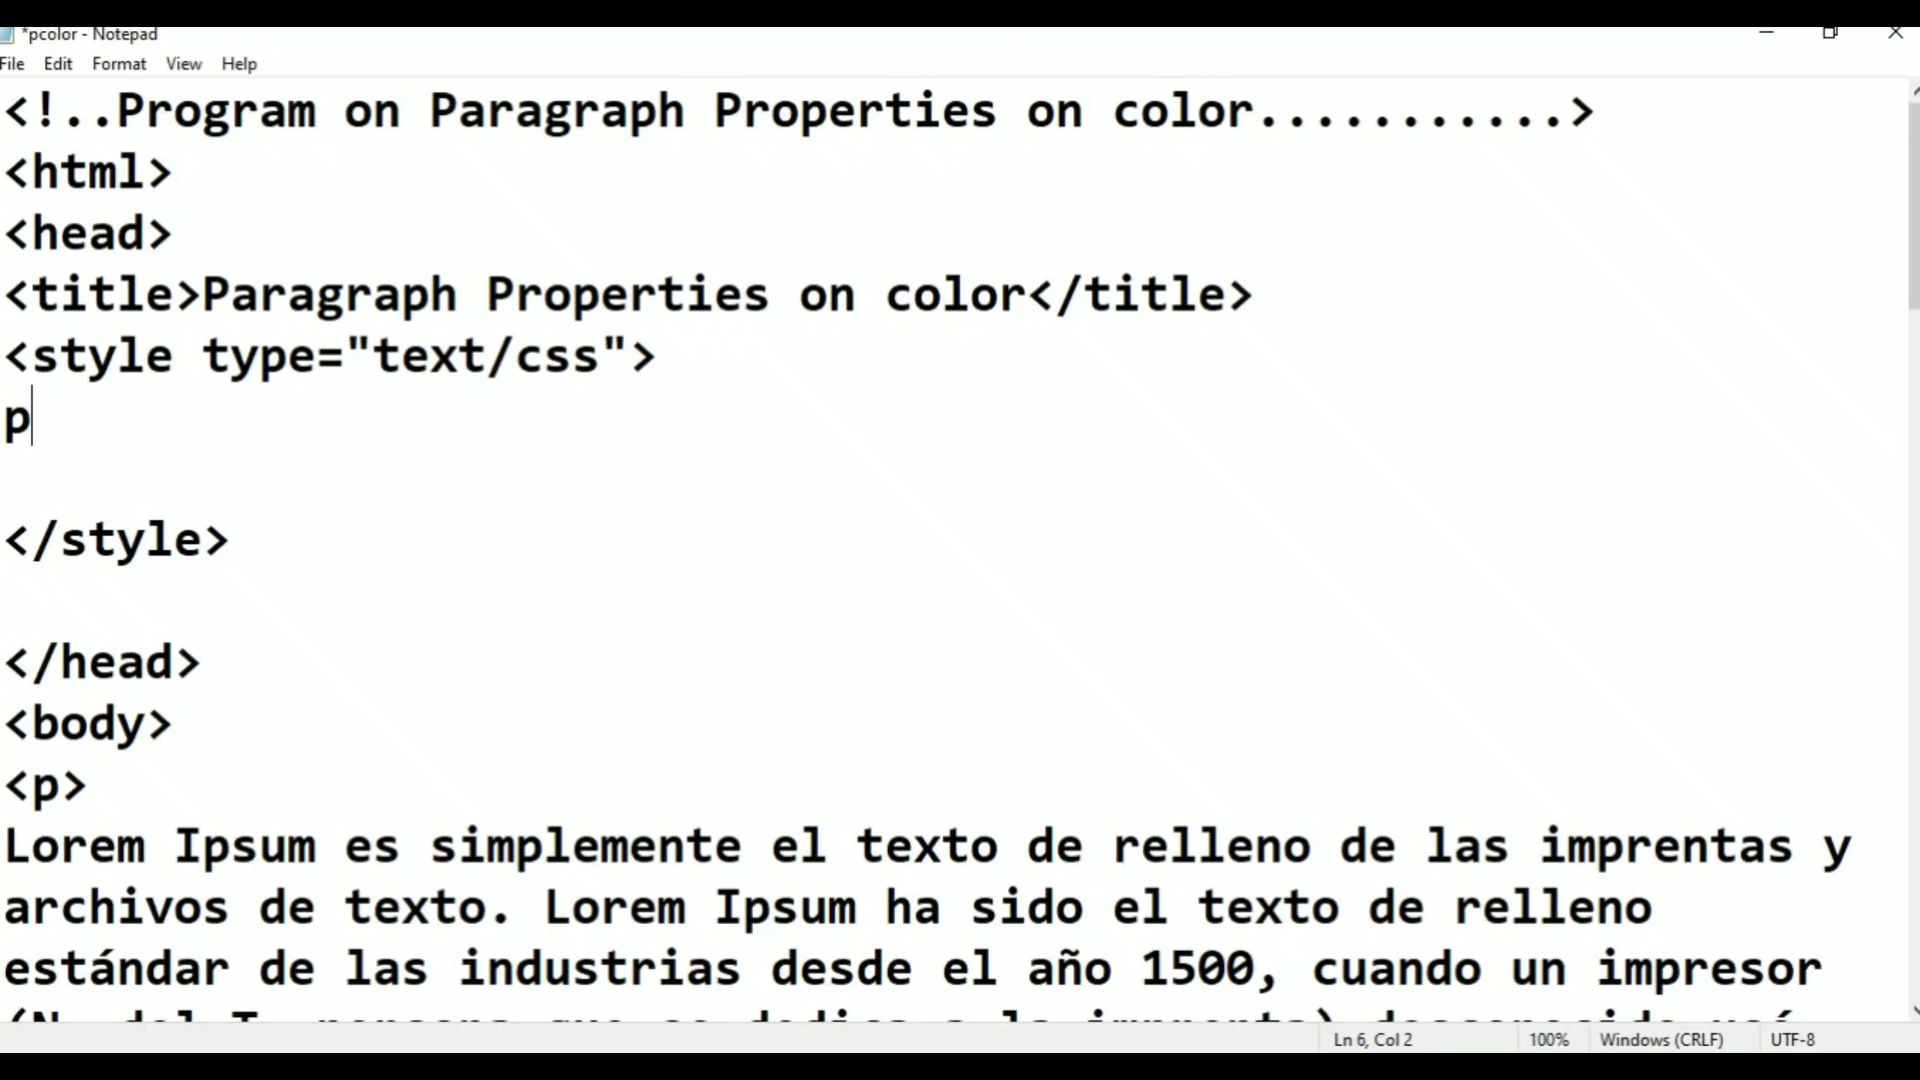 *pcolor - Notepad
File Edit Format View Help
<!..Program on Paragraph Properties on color...........>
<html>
<head>
<title>Paragraph Properties on color</title>
<style type="text/css">
p
</style>
</head>
<body>
<p>
Lorem Ipsum es simplemente el texto de relleno de las imprentas y
archivos de texto. Lorem Ipsum ha sido el texto de relleno
estándar de las industrias desde el año 1500, cuando un impresor
Ln 6, Col 2 100% Windows (CRLF) UTF-8